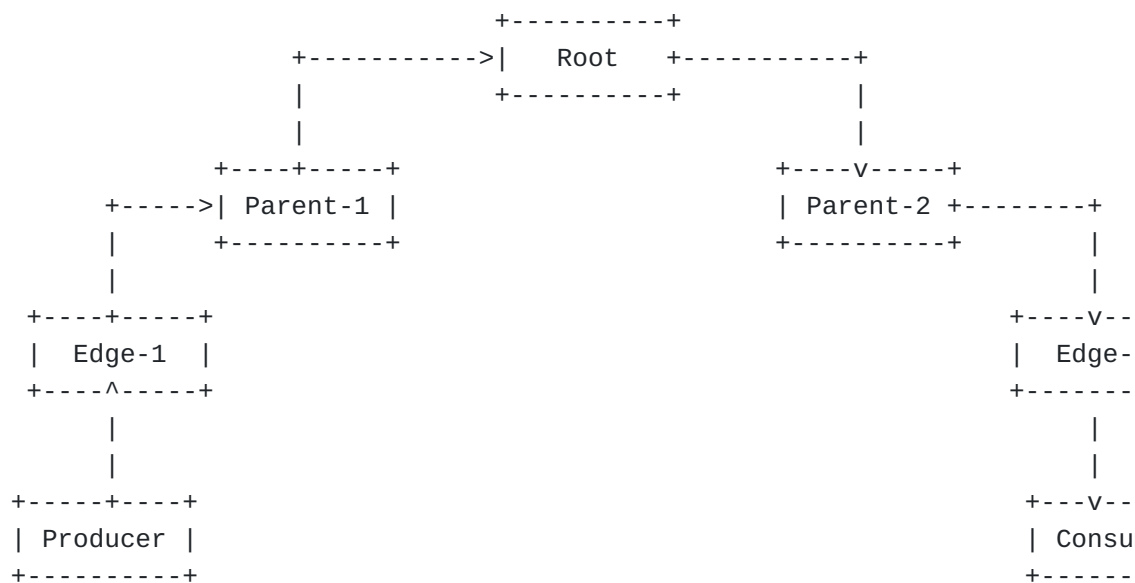 Root
Parent-1 Parent-2
Edge-1 Edge-
Producer Consu